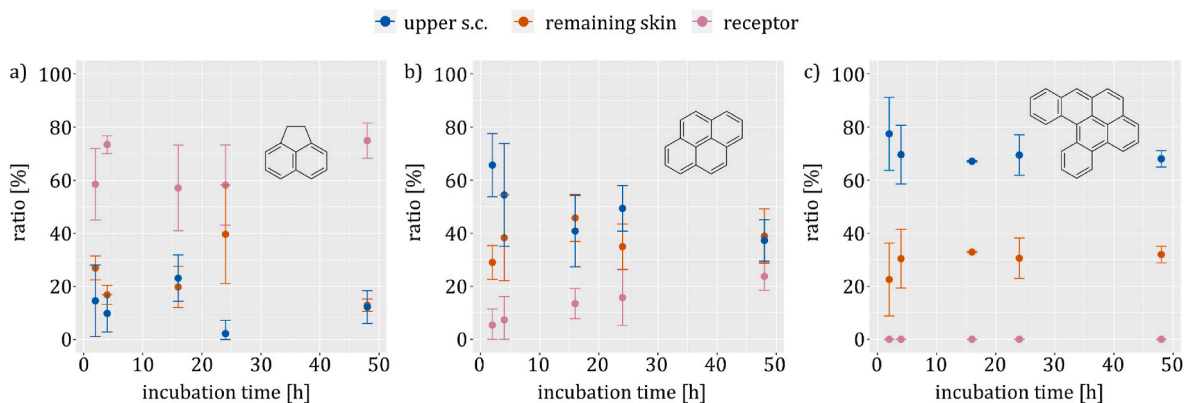 upper s.c. remaining skin receptor
a) b) c)
100 100 100
80 80 80
60 60 60
40 40 40
20 20 20
0 0 0
ratio [%] ratio [%] ratio [%]
0 10 20 30 40 50 0 10 20 30 40 50 0 10 20 30 40 50
incubation time [h] incubation time [h] incubation time [h]